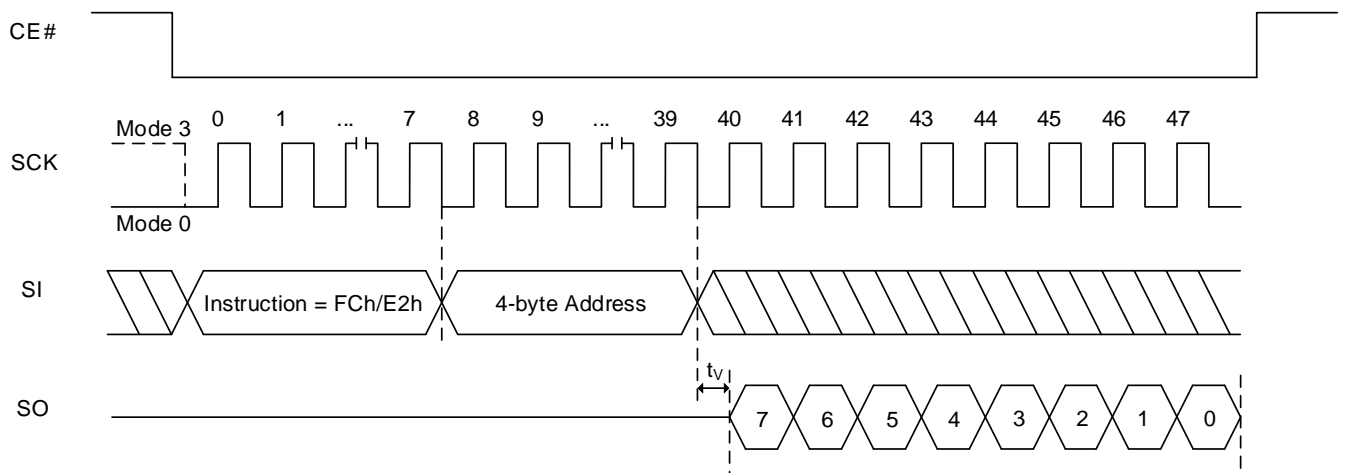 CE#
Mode 3 0 1 ... 7 8 9 ... 39 40 41 42 43 44 45 46 47
SCK
Mode 0
SI Instruction = FCh/E2h 4-byte Address
tV
SO 7 6 5 4 3 2 1 0